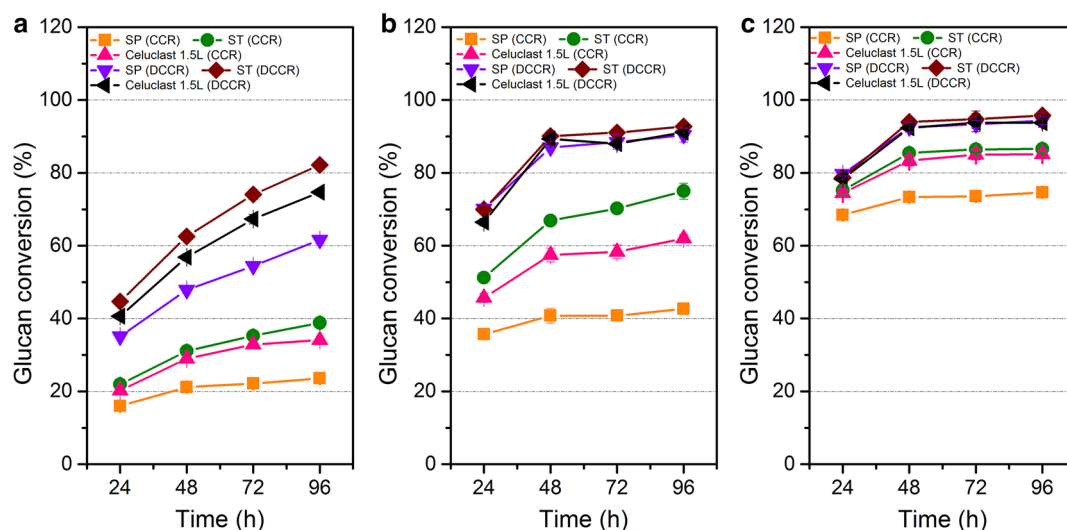 a
120
100
80
60
40
20
0
Glucan conversion (%)
SP (CCR) ST (CCR)
Celuclast 1.5L (CCR)
SP (DCCR) ST (DCCR)
Celuclast 1.5L (DCCR)
24 48 72 96
Time (h)
b
120
100
80
60
40
20
0
Glucan conversion (%)
SP (CCR) ST (CCR)
Celuclast 1.5L (CCR)
SP (DCCR) ST (DCCR)
Celuclast 1.5L (DCCR)
24 48 72 96
Time (h)
c
120
100
80
60
40
20
0
Glucan conversion (%)
SP (CCR) ST (CCR)
Celuclast 1.5L (CCR)
SP (DCCR) ST (DCCR)
Celuclast 1.5L (DCCR)
24 48 72 96
Time (h)